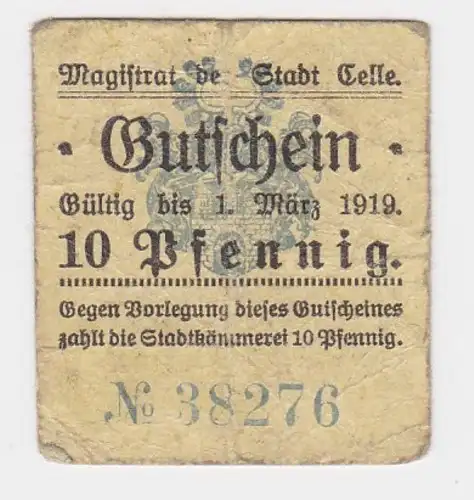 Magistrat de Stadt Celle.
· Gutschein ·
Gültig bis 1. März 1919.
10 Pfennig.
Gegen Vorlegung dieses Gutscheines
zahlt die Stadtkämmerei 10 Pfennig.
№ 38276